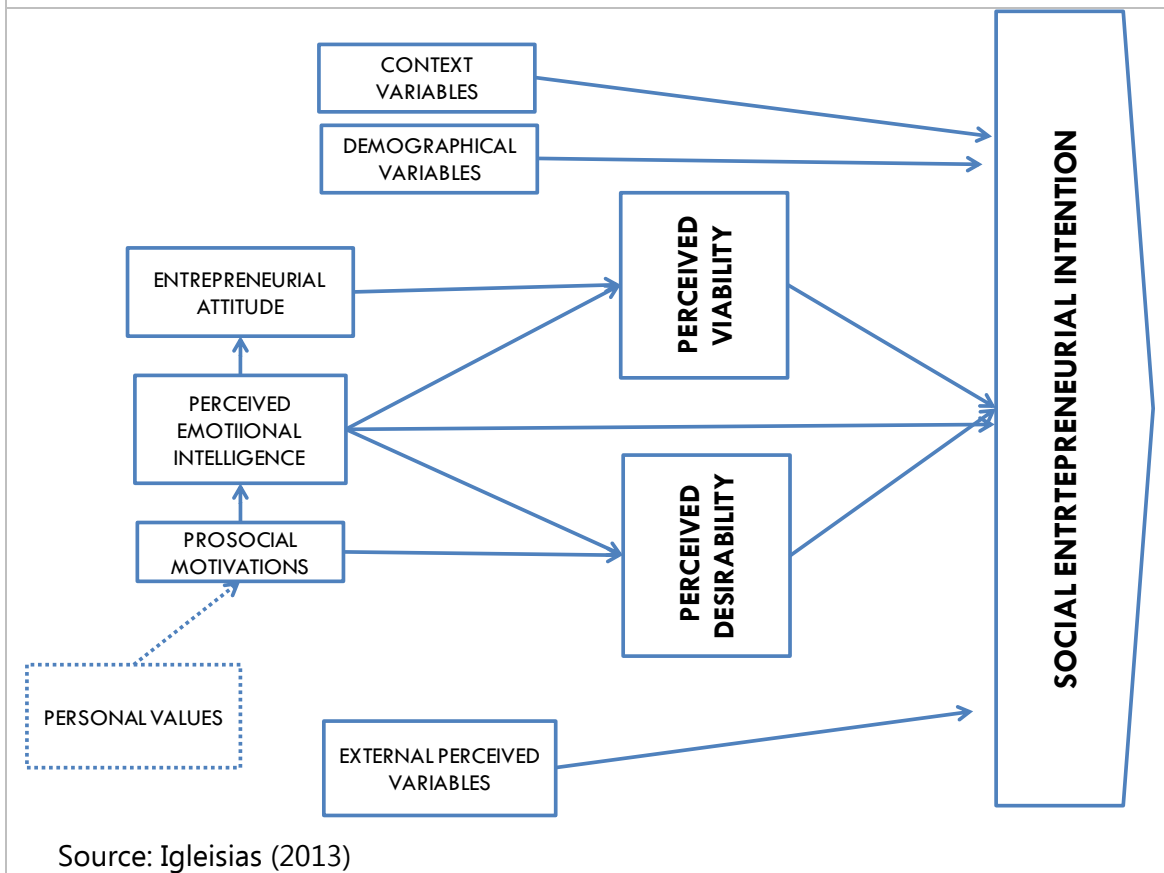 CONTEXT
VARIABLES
DEMOGRAPHICAL
VARIABLES
PERCEIVED
VIABILITY
ENTREPRENEURIAL
ATTITUDE
PERCEIVED
EMOTIIONAL
INTELLIGENCE
PROSOCIAL
MOTIVATIONS
PERCEIVED
DESIRABILITY
PERSONAL VALUES
EXTERNAL PERCEIVED
VARIABLES
SOCIAL ENTRTEPRENEURIAL INTENTION
Source: Igleisias (2013)